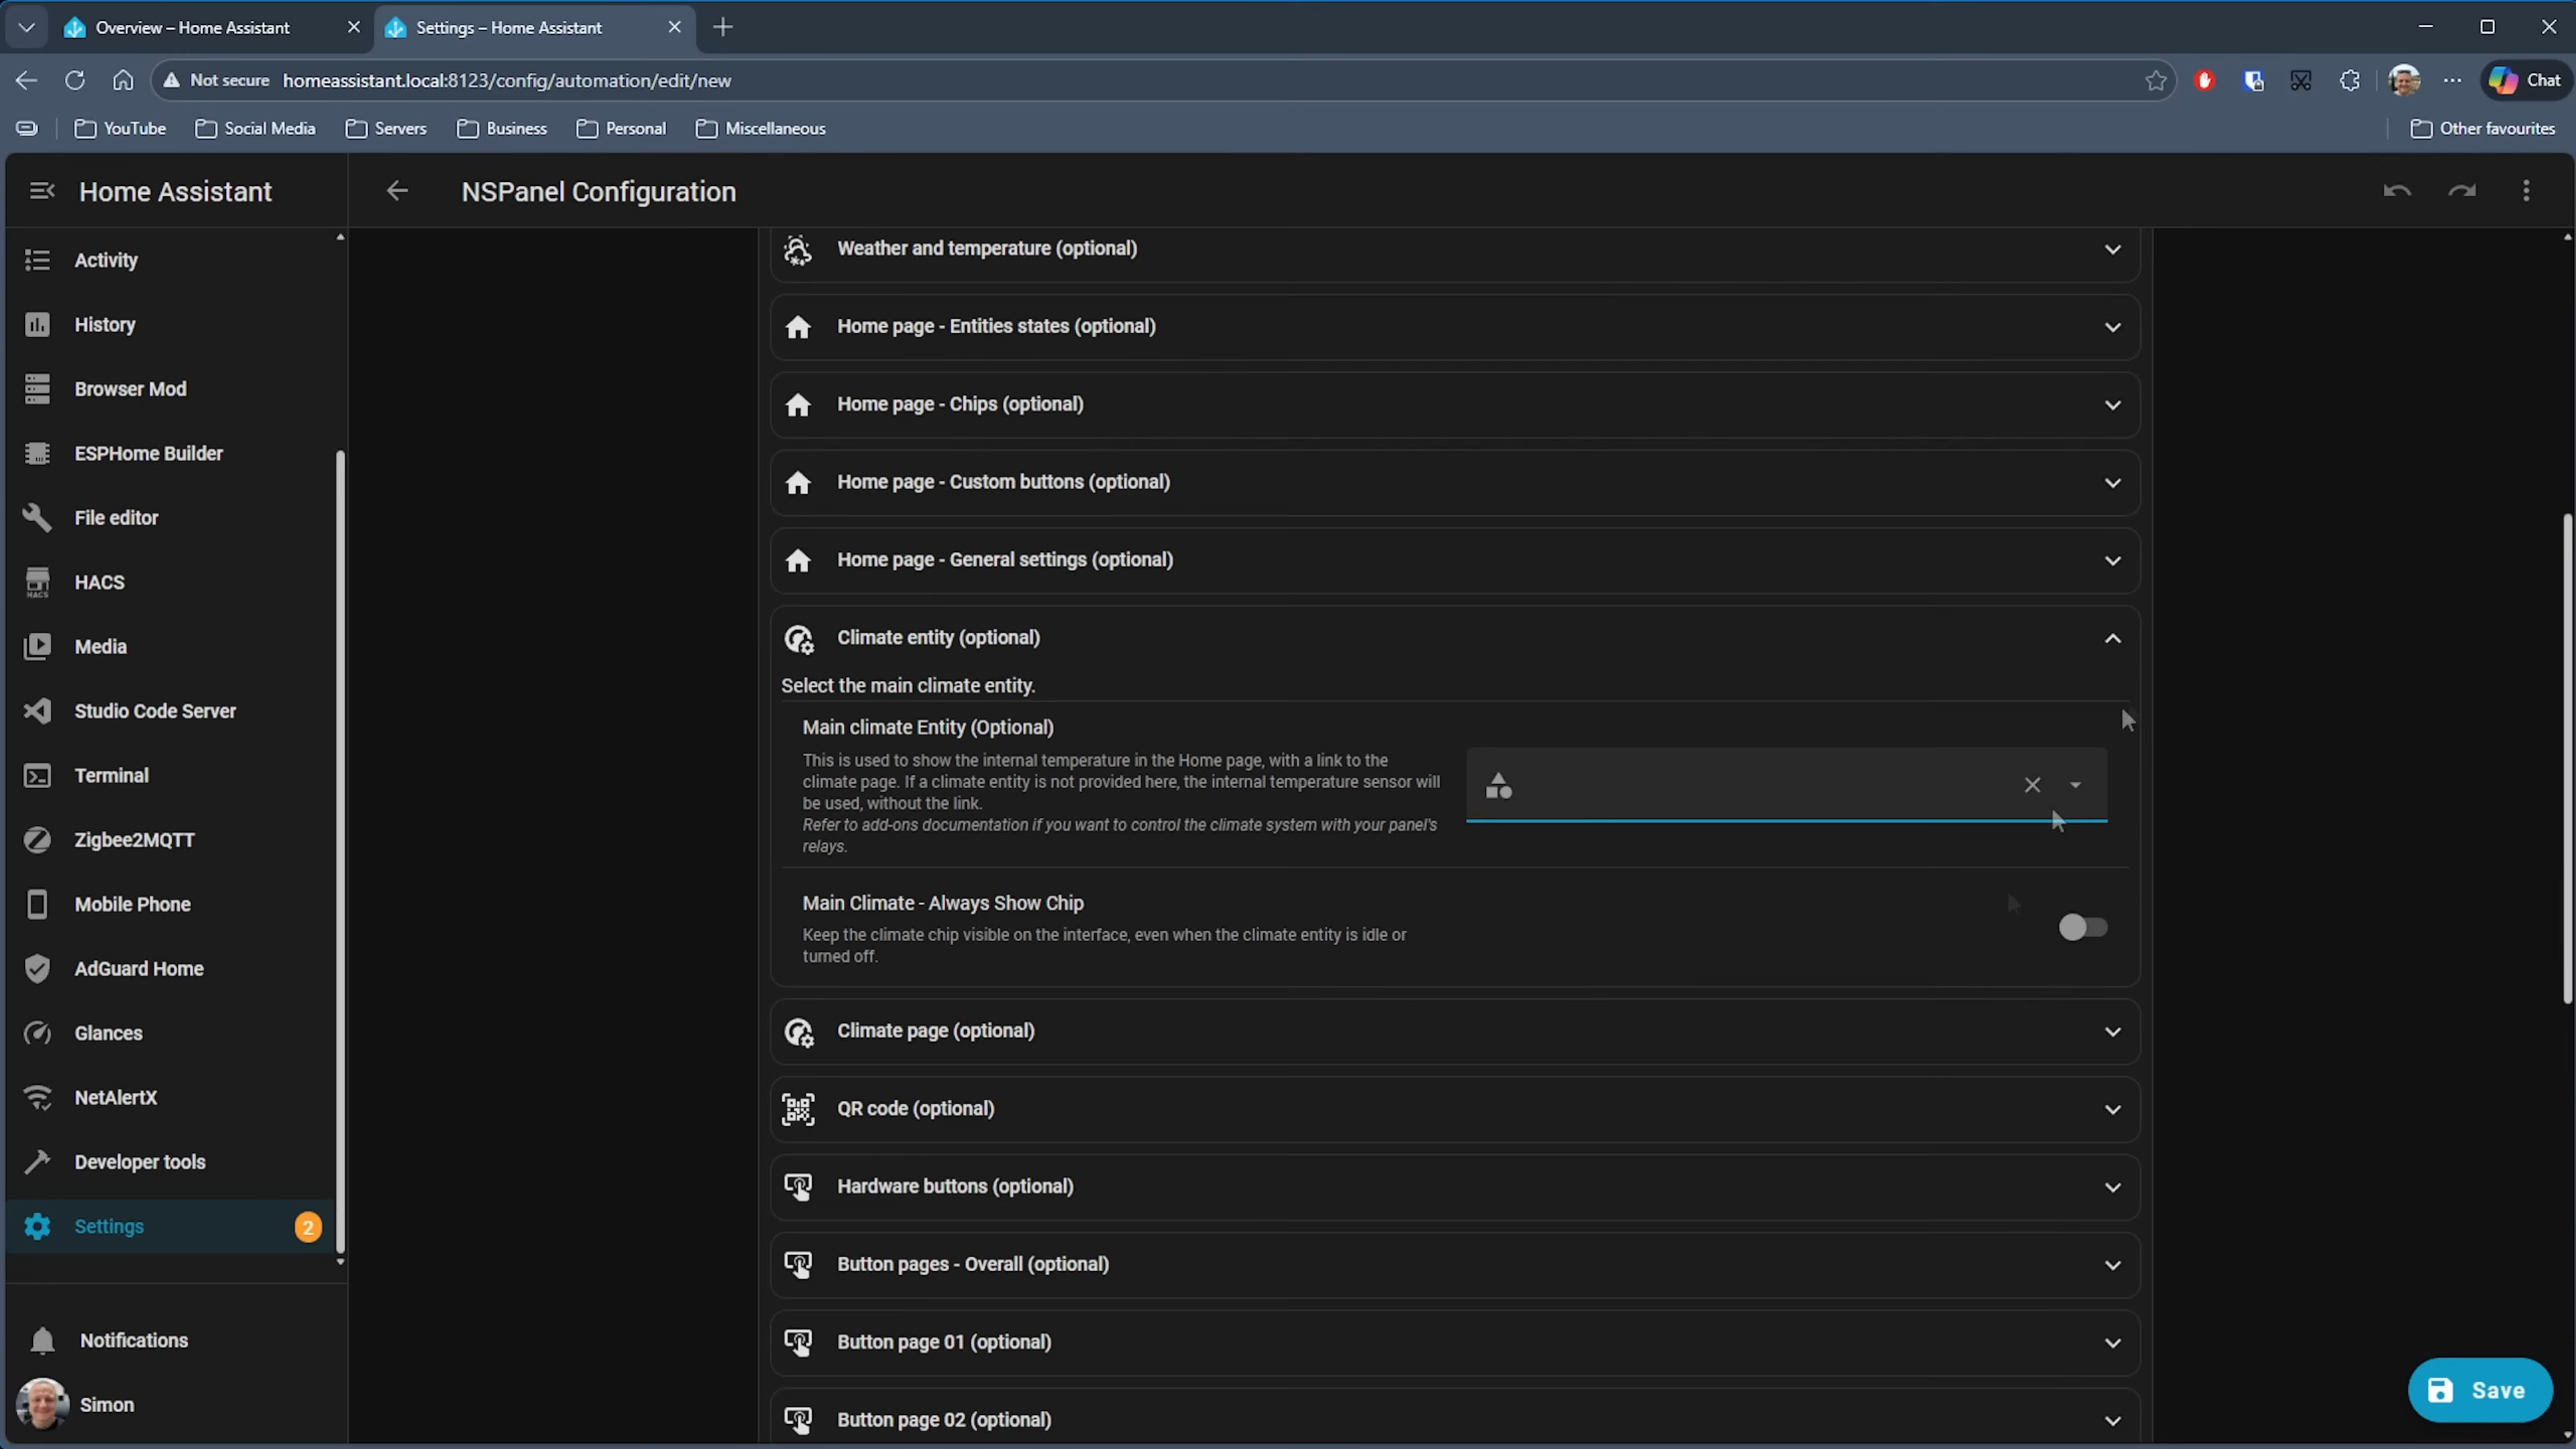 Overview – Home Assistant
Settings – Home Assistant
Not secure homeassistant.local:8123/config/automation/edit/new
Chat
YouTube
Social Media
Servers
Business
Personal
Miscellaneous
Other favourites
Home Assistant
NSPanel Configuration
Activity
History
Browser Mod
ESPHome Builder
File editor
HACS
HACS
Media
Studio Code Server
Terminal
Zigbee2MQTT
Mobile Phone
AdGuard Home
Glances
NetAlertX
Developer tools
Settings
2
Notifications
Simon
Weather and temperature (optional)
Home page - Entities states (optional)
Home page - Chips (optional)
Home page - Custom buttons (optional)
Home page - General settings (optional)
Climate entity (optional)
Select the main climate entity.
Main climate Entity (Optional)
This is used to show the internal temperature in the Home page, with a link to the
climate page. If a climate entity is not provided here, the internal temperature sensor will
be used, without the link.
Refer to add-ons documentation if you want to control the climate system with your panel's
relays.
Main Climate - Always Show Chip
Keep the climate chip visible on the interface, even when the climate entity is idle or
turned off.
Climate page (optional)
QR code (optional)
Hardware buttons (optional)
Button pages - Overall (optional)
Button page 01 (optional)
Button page 02 (optional)
Save